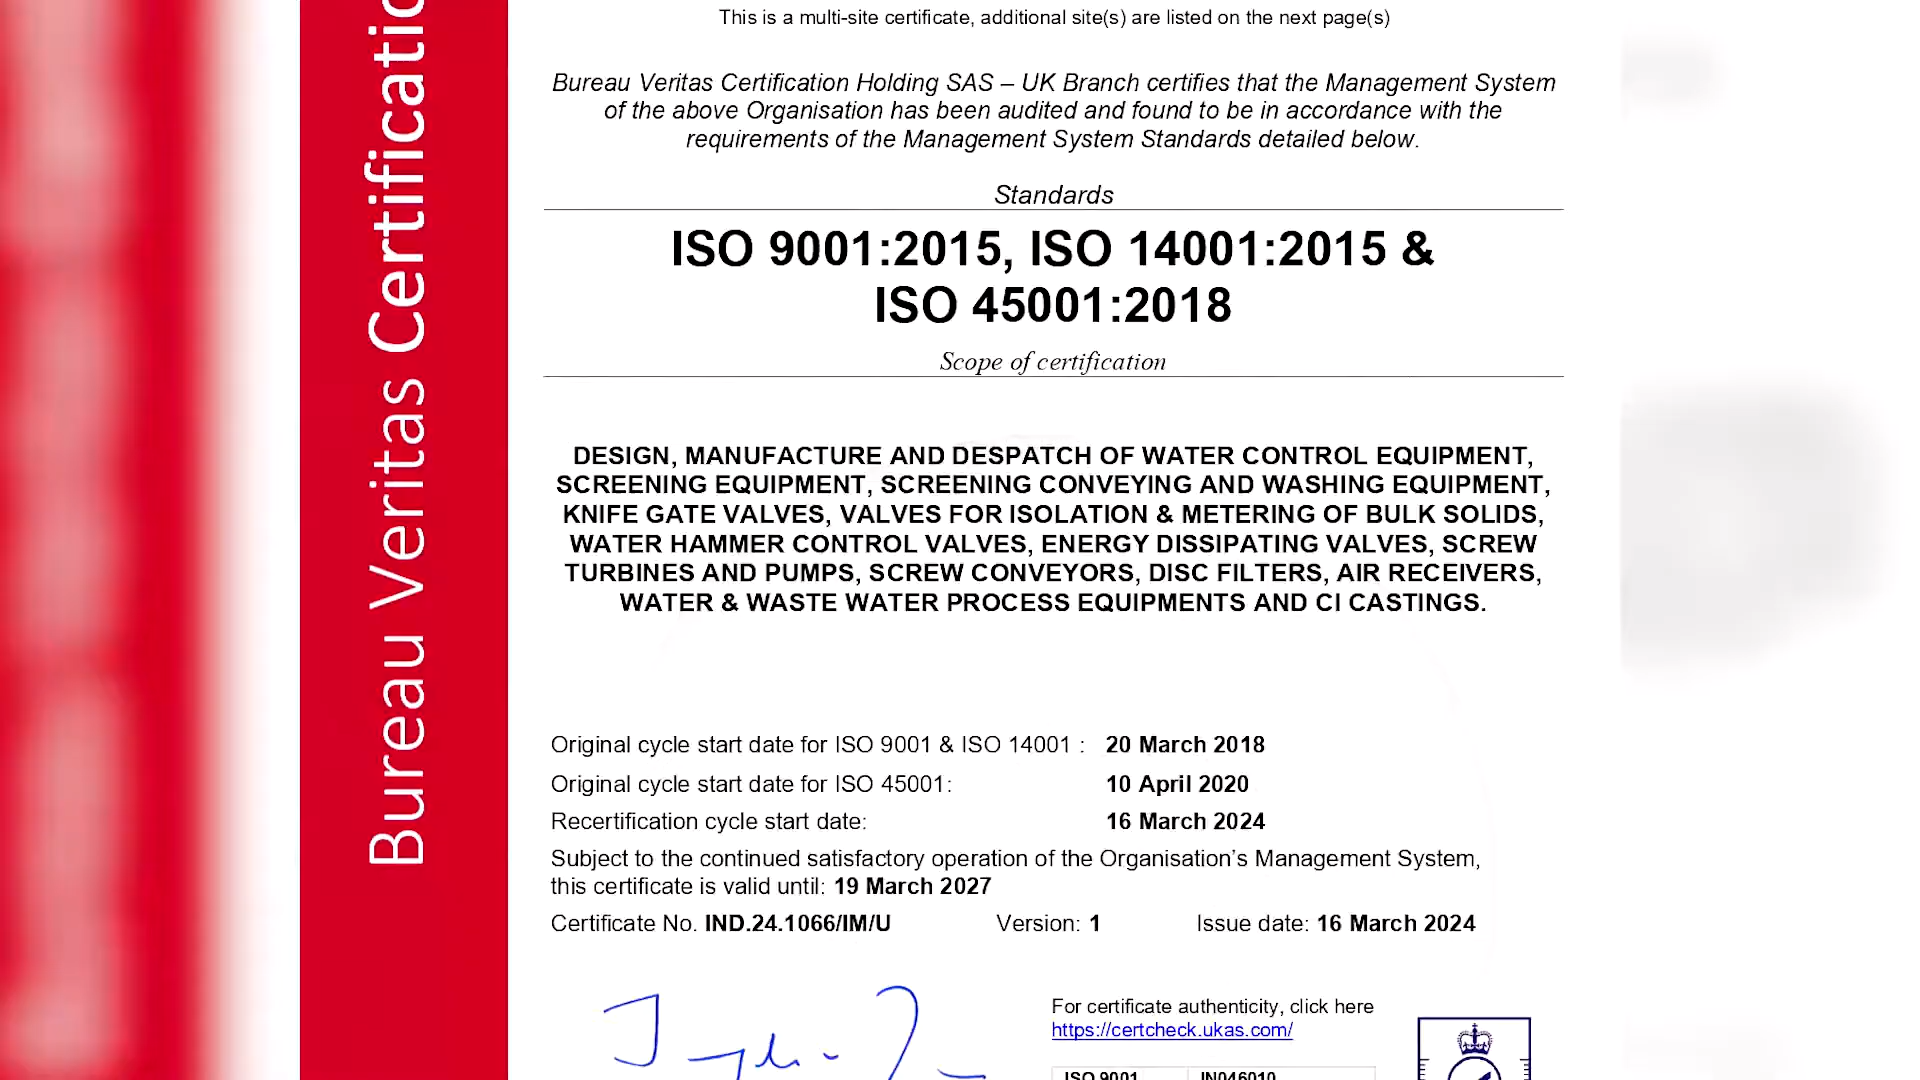 This is a multi-site certificate, additional site(s) are listed on the next page(s)
Bureau Veritas Certification Holding SAS – UK Branch certifies that the Management System
of the above Organisation has been audited and found to be in accordance with the
requirements of the Management System Standards detailed below.
Standards
ISO 9001:2015, ISO 14001:2015 &
ISO 45001:2018
Scope of certification
DESIGN, MANUFACTURE AND DESPATCH OF WATER CONTROL EQUIPMENT,
SCREENING EQUIPMENT, SCREENING CONVEYING AND WASHING EQUIPMENT,
KNIFE GATE VALVES, VALVES FOR ISOLATION & METERING OF BULK SOLIDS,
WATER HAMMER CONTROL VALVES, ENERGY DISSIPATING VALVES, SCREW
TURBINES AND PUMPS, SCREW CONVEYORS, DISC FILTERS, AIR RECEIVERS,
WATER & WASTE WATER PROCESS EQUIPMENTS AND CI CASTINGS.
Original cycle start date for ISO 9001 & ISO 14001 : 20 March 2018
Original cycle start date for ISO 45001: 10 April 2020
Recertification cycle start date: 16 March 2024
Subject to the continued satisfactory operation of the Organisation's Management System,
this certificate is valid until: 19 March 2027
Certificate No. IND.24.1066/IM/U Version: 1 Issue date: 16 March 2024
For certificate authenticity, click here
https://certcheck.ukas.com/
ISO 9001 IN046010
Bureau Veritas Certificatio